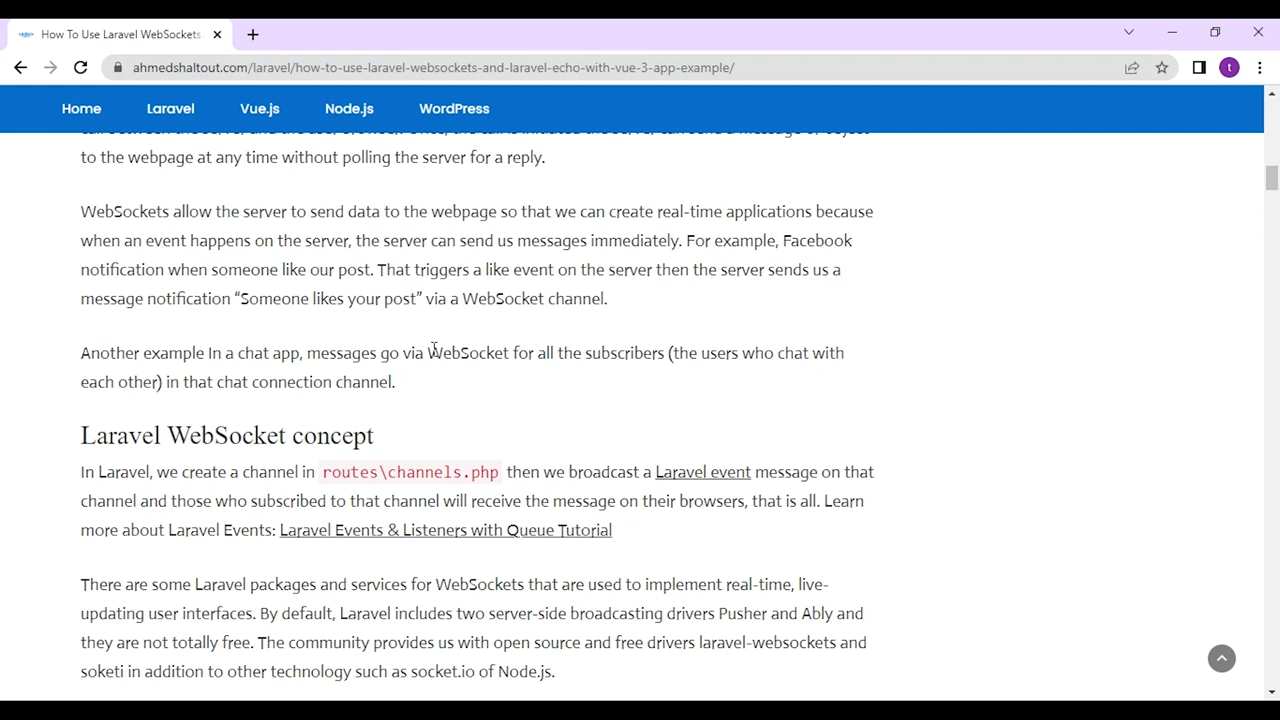 How To Use Laravel WebSockets
ahmedshaltout.com/laravel/how-to-use-laravel-websockets-and-laravel-echo-with-vue-3-app-example/
t
Home Laravel Vue.js Node.js WordPress
to the webpage at any time without polling the server for a reply.
WebSockets allow the server to send data to the webpage so that we can create real-time applications because
when an event happens on the server, the server can send us messages immediately. For example, Facebook
notification when someone like our post. That triggers a like event on the server then the server sends us a
message notification “Someone likes your post” via a WebSocket channel.
Another example In a chat app, messages go via WebSocket for all the subscribers (the users who chat with
each other) in that chat connection channel.
Laravel WebSocket concept
In Laravel, we create a channel in routes\channels.php then we broadcast a Laravel event message on that
channel and those who subscribed to that channel will receive the message on their browsers, that is all. Learn
more about Laravel Events: Laravel Events & Listeners with Queue Tutorial
There are some Laravel packages and services for WebSockets that are used to implement real-time, live-
updating user interfaces. By default, Laravel includes two server-side broadcasting drivers Pusher and Ably and
they are not totally free. The community provides us with open source and free drivers laravel-websockets and
soketi in addition to other technology such as socket.io of Node.js.